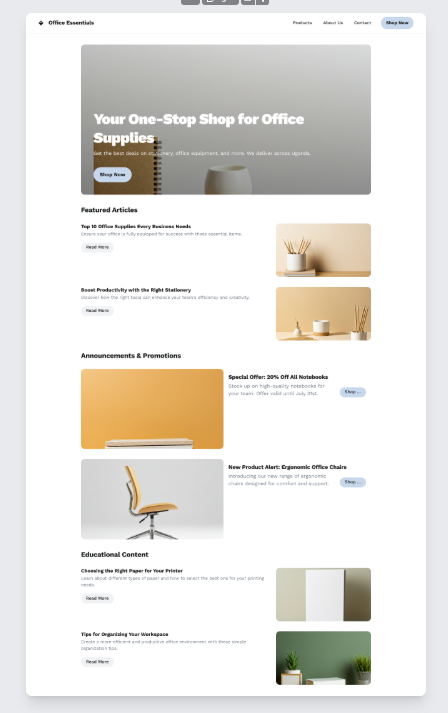 Office Essentials
Products
About Us
Contact
Shop Now
Your One-Stop Shop for Office
Supplies
Get the best deals on stationery, office equipment, and more. We deliver across Uganda.
Shop Now
Featured Articles
Top 10 Office Supplies Every Business Needs
Ensure your office is fully equipped for success with these essential items.
Read More
Boost Productivity with the Right Stationery
Discover how the right tools can enhance your team's efficiency and creativity.
Read More
Announcements & Promotions
Special Offer: 20% Off All Notebooks
Stock up on high-quality notebooks for
your team. Offer valid until July 31st.
Shop ...
New Product Alert: Ergonomic Office Chairs
Introducing our new range of ergonomic
chairs designed for comfort and support.
Shop ...
Educational Content
Choosing the Right Paper for Your Printer
Learn about different types of paper and how to select the best one for your printing
needs.
Read More
Tips for Organizing Your Workspace
Create a more efficient and productive office environment with these simple
organization tips.
Read More